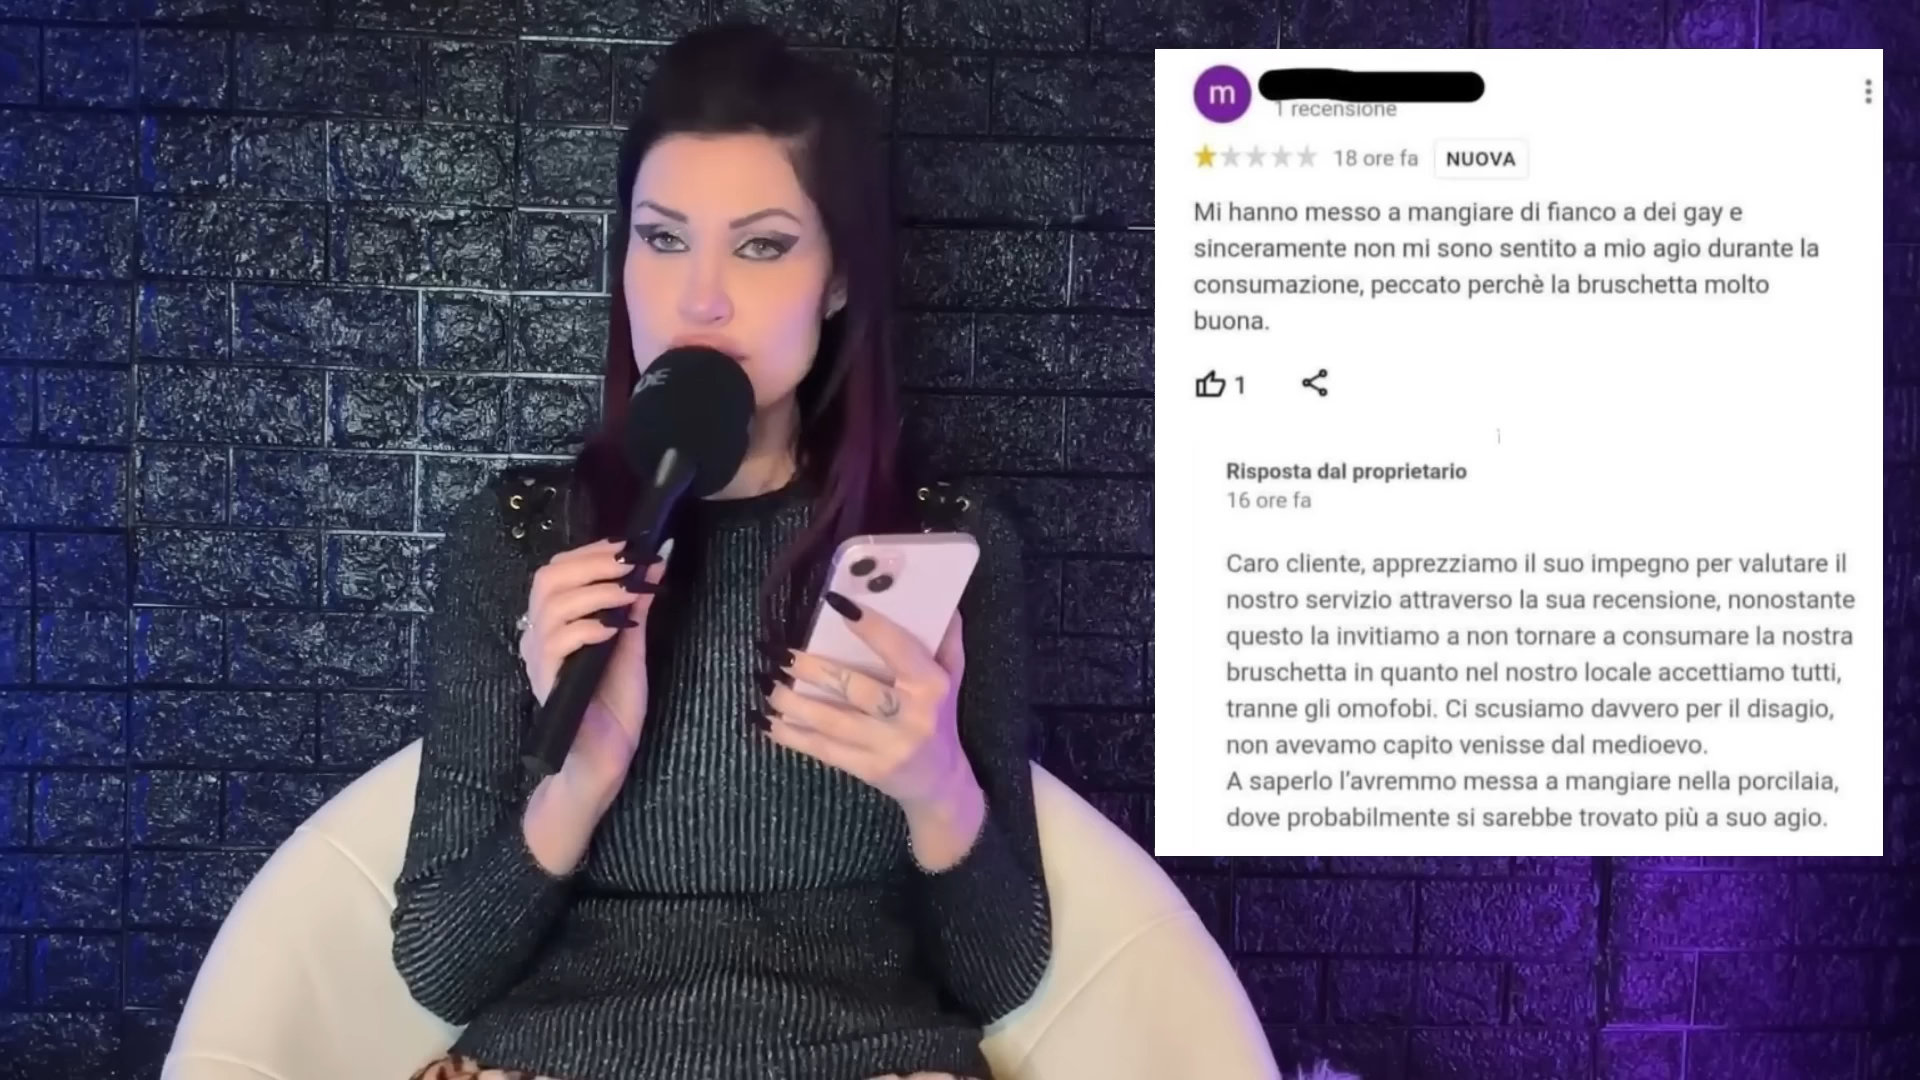 m
1 recensione
18 ore fa NUOVA
Mi hanno messo a mangiare di fianco a dei gay e
sinceramente non mi sono sentito a mio agio durante la
consumazione, peccato perchè la bruschetta molto
buona.
1
Risposta dal proprietario
16 ore fa
Caro cliente, apprezziamo il suo impegno per valutare il
nostro servizio attraverso la sua recensione, nonostante
questo la invitiamo a non tornare a consumare la nostra
bruschetta in quanto nel nostro locale accettiamo tutti,
tranne gli omofobi. Ci scusiamo davvero per il disagio,
non avevamo capito venisse dal medioevo.
A saperlo l'avremmo messa a mangiare nella porcilaia,
dove probabilmente si sarebbe trovato più a suo agio.